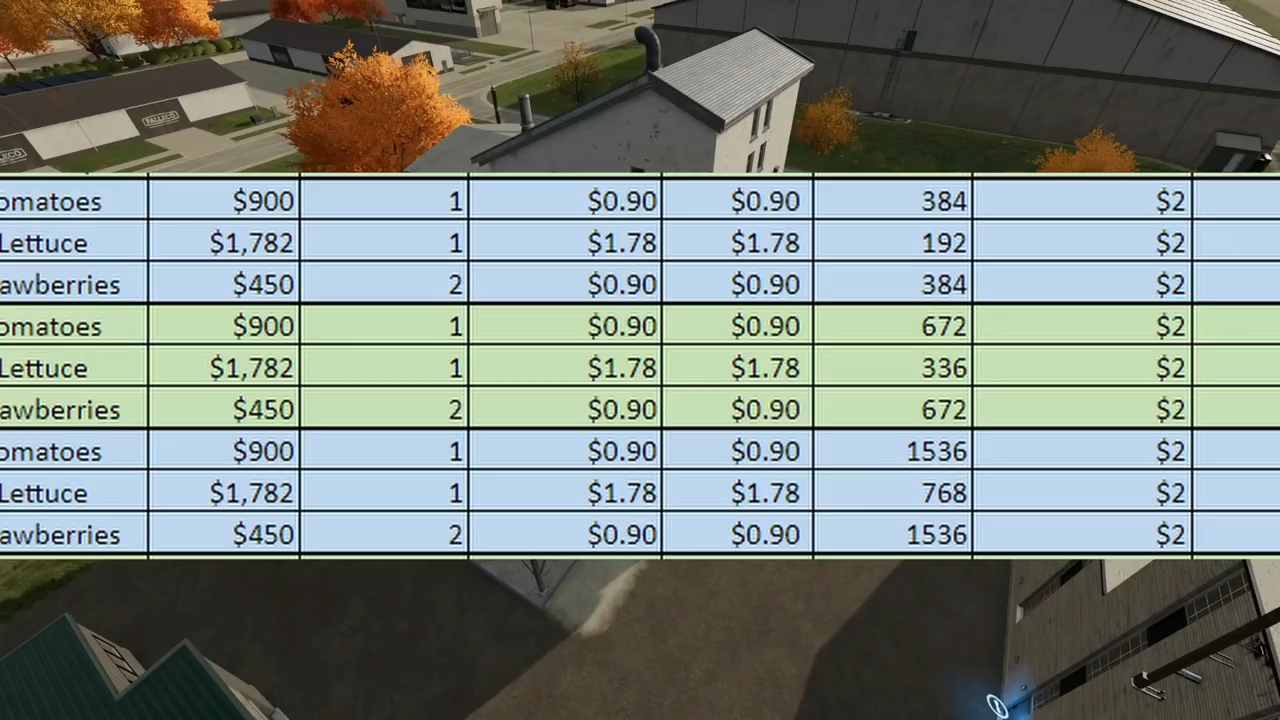 PALLEGO
omatoes $900 1 $0.90 $0.90 384 $2
Lettuce $1,782 1 $1.78 $1.78 192 $2
awberries $450 2 $0.90 $0.90 384 $2
omatoes $900 1 $0.90 $0.90 672 $2
Lettuce $1,782 1 $1.78 $1.78 336 $2
awberries $450 2 $0.90 $0.90 672 $2
omatoes $900 1 $0.90 $0.90 1536 $2
Lettuce $1,782 1 $1.78 $1.78 768 $2
awberries $450 2 $0.90 $0.90 1536 $2